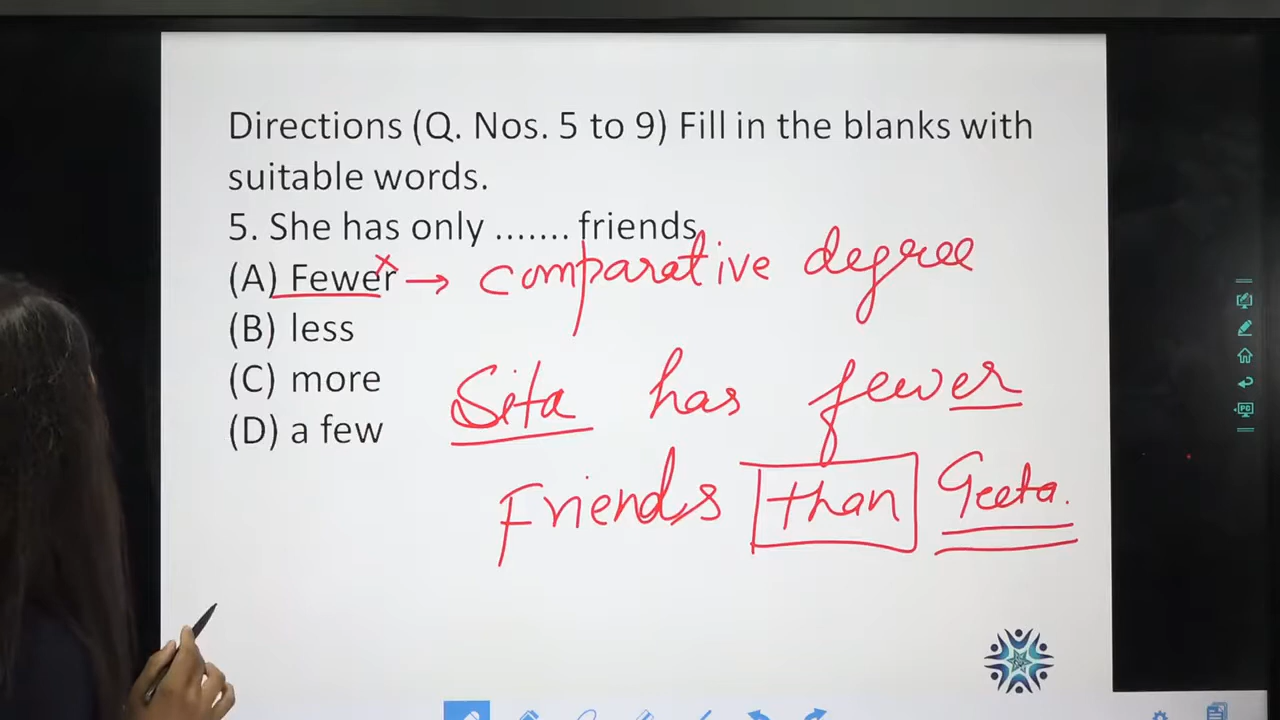 Directions (Q. Nos. 5 to 9) Fill in the blanks with
suitable words.
5. She has only ....... friends
(A) Fewer → comparative degree
(B) less
(C) more
(D) a few
Sita has fewer
Friends than Geeta.